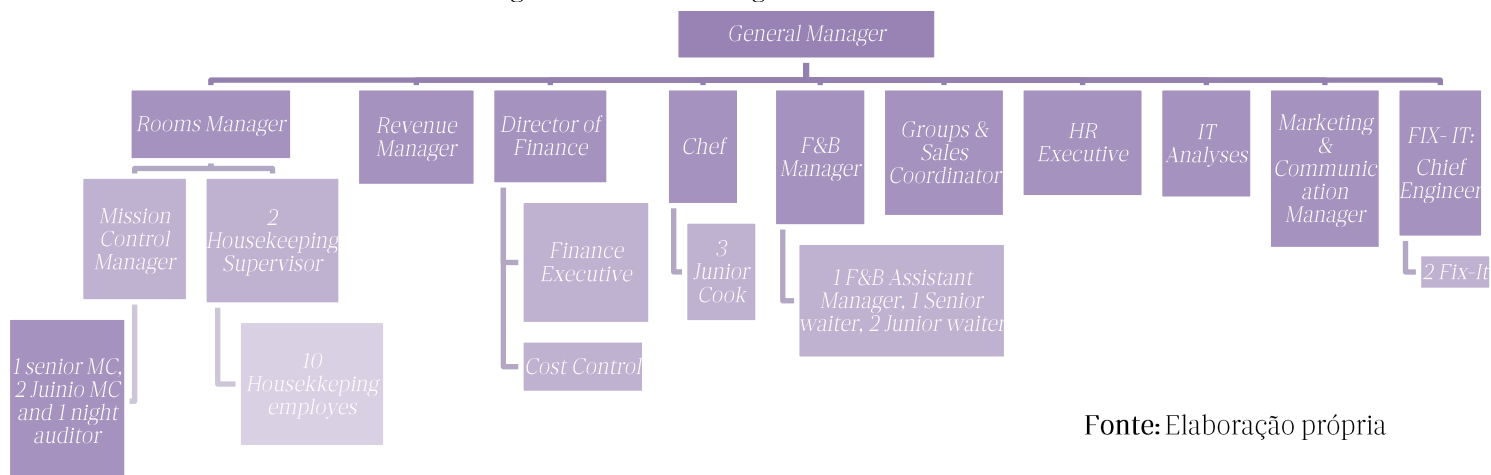 General Manager
Rooms Manager
Revenue
Manager
Director of
Finance
Chef
F&B
Manager
Groups &
Sales
Coordinator
HR
Executive
IT
Analyses
Marketing
&
Communic
ation
Manager
FIX- IT:
Chief
Engineer
Mission
Control
Manager
2
Housekeeping
Supervisor
Finance
Executive
3
Junior
Cook
1 F&B Assistant
Manager, 1 Senior
waiter, 2 Junior waiter
2 Fix-It
1 senior MC,
2 Juinio MC
and 1 night
auditor
10
Housekkeping
employes
Cost Control
Fonte: Elaboração própria